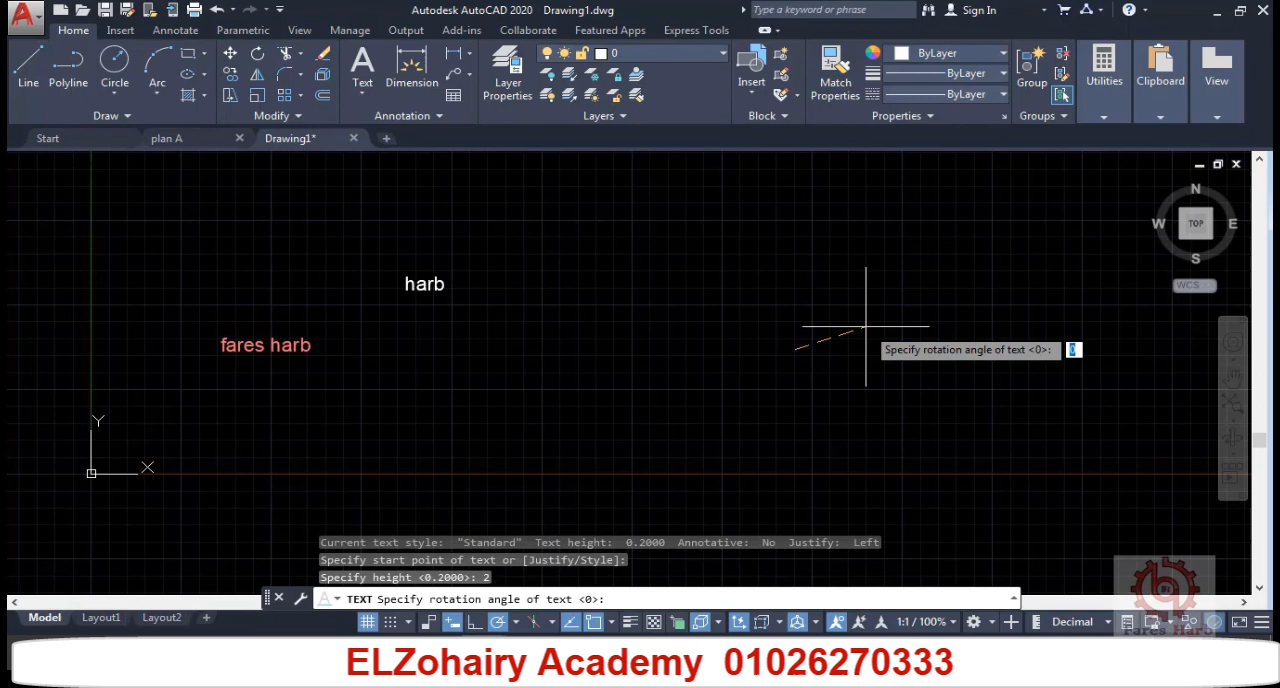 Autodesk AutoCAD 2020 Drawing1.dwg
Type a keyword or phrase
Sign In
Home Insert Annotate Parametric View Manage Output Add-ins Collaborate Featured Apps Express Tools
0
ByLayer
ByLayer
ByLayer
Line Polyline Circle Arc
Text Dimension
Layer Properties
Insert
Match Properties
Group
Utilities
Clipboard
View
Draw Modify Annotation Layers Block Properties Groups
Start plan A Drawing1*
N
W TOP E
S
WCS
harb
fares harb
Specify rotation angle of text <0>: 0
Y
X
Current text style: "Standard" Text height: 0.2000 Annotative: No Justify: Left
Specify start point of text or [Justify/Style]:
Specify height <0.2000>: 2
TEXT Specify rotation angle of text <0>:
Model Layout1 Layout2
1:1 / 100%
Decimal
Fares Harb
ELZohairy Academy 01026270333